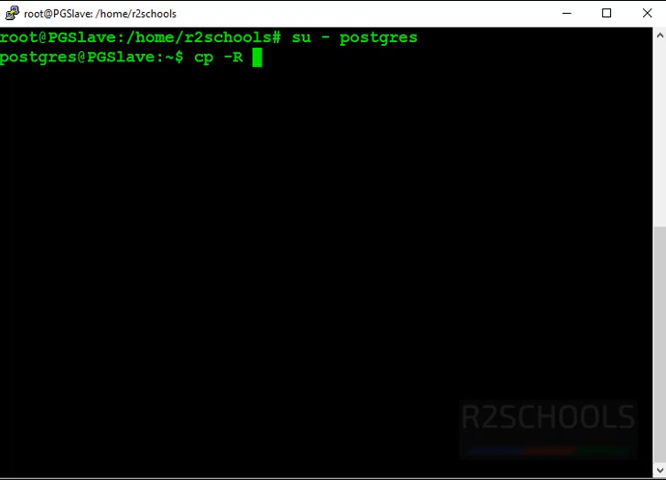 root@PGSlave: /home/r2schools
root@PGSlave:/home/r2schools# su - postgres
postgres@PGSlave:~$ cp -R
R2SCHOOLS